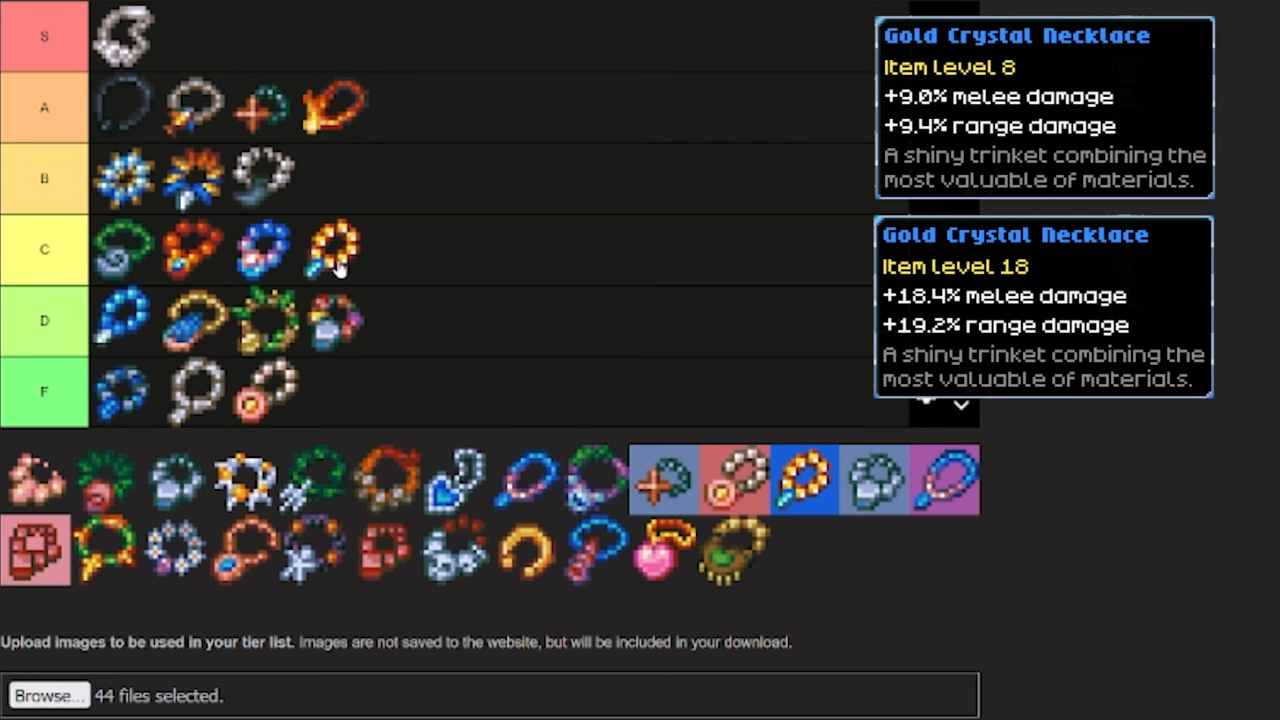 S
A
B
C
D
F
Gold Crystal Necklace
Item level 8
+9.0% melee damage
+9.4% range damage
A shiny trinket combining the
most valuable of materials.
Gold Crystal Necklace
Item level 18
+18.4% melee damage
+19.2% range damage
A shiny trinket combining the
most valuable of materials.
Upload images to be used in your tier list. Images are not saved to the website, but will be included in your download.
Browse... 44 files selected.